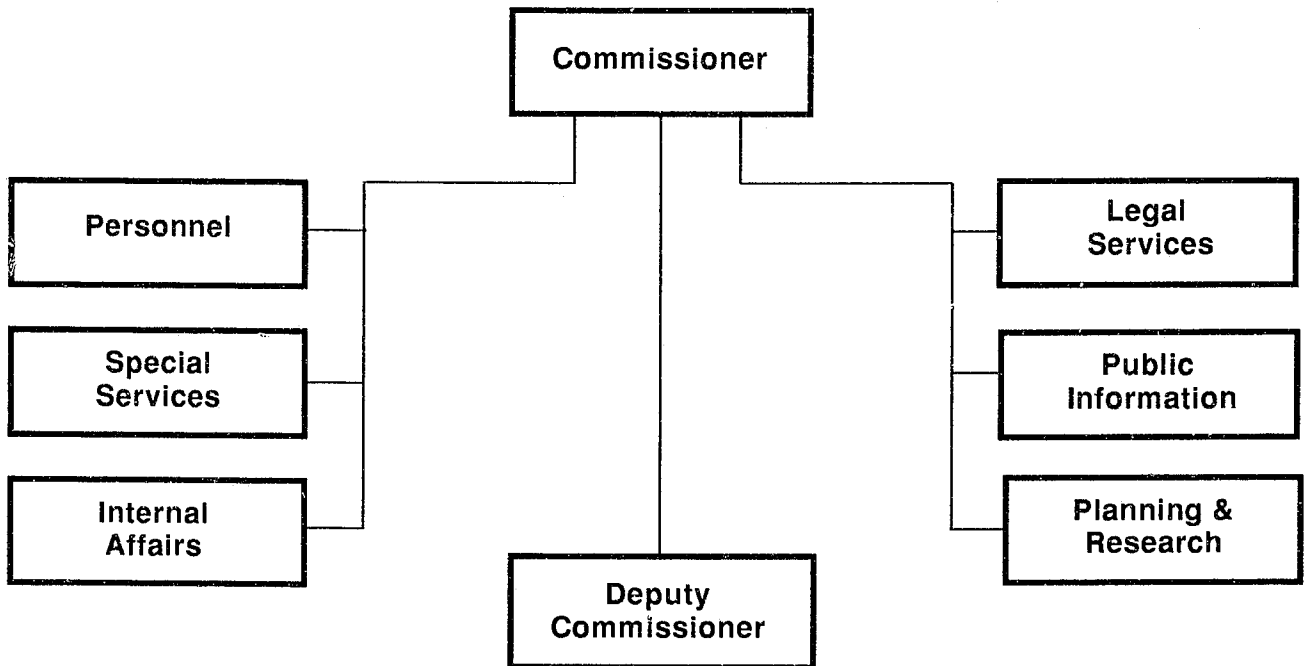 Commissioner
Personnel
Special
Services
Internal
Affairs
Legal
Services
Public
Information
Planning &
Research
Deputy
Commissioner